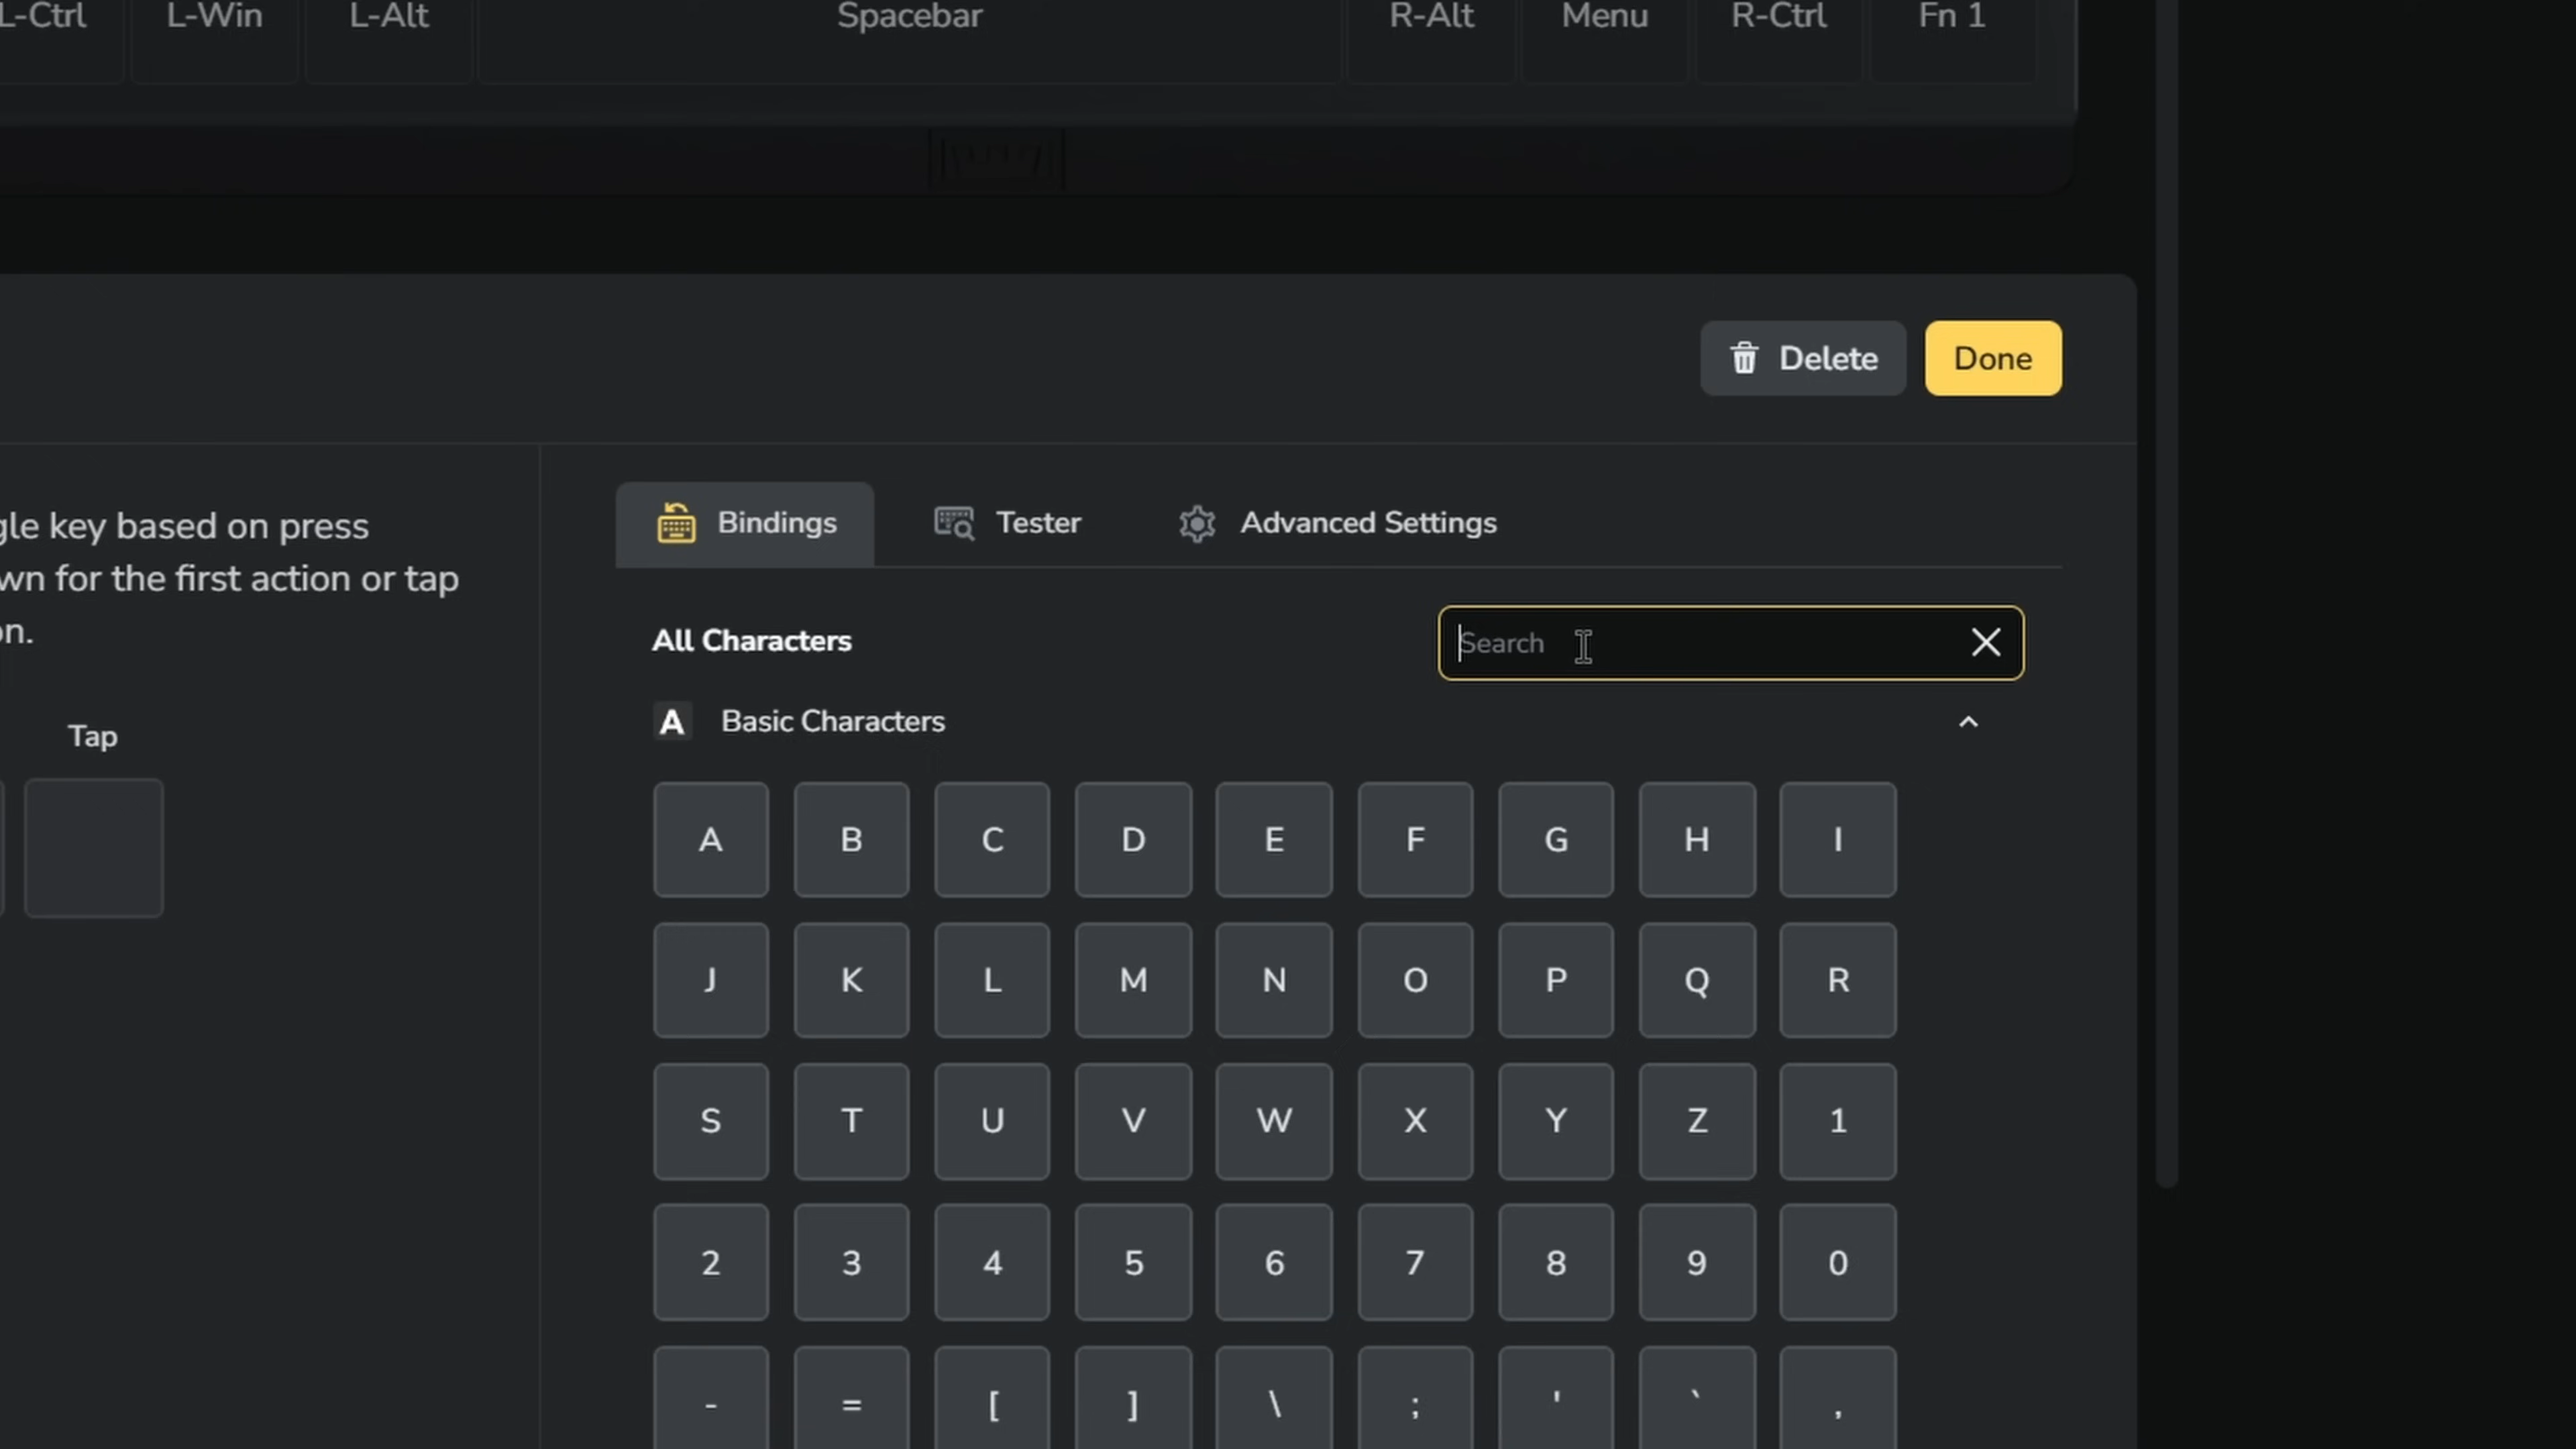 L-Ctrl L-Win L-Alt Spacebar R-Alt Menu R-Ctrl Fn 1
Delete Done
gle key based on press
wn for the first action or tap
on.
Tap
Bindings Tester Advanced Settings
All Characters Search
A Basic Characters
A B C D E F G H I
J K L M N O P Q R
S T U V W X Y Z 1
2 3 4 5 6 7 8 9 0
- = [ ] \ ; ' ` ,